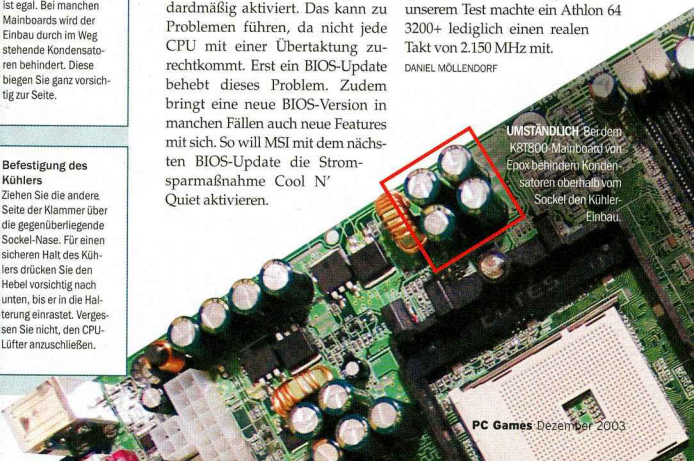 ist egal. Bei manchen
Mainboards wird der
Einbau durch im Weg
stehende Kondensato-
ren behindert. Diese
biegen Sie ganz vorsich-
tig zur Seite.
Befestigung des
Kühlers
Ziehen Sie die andere
Seite der Klammer über
die gegenüberliegende
Sockel-Nase. Für einen
sicheren Halt des Küh-
lers drücken Sie den
Hebel vorsichtig nach
unten, bis er in die Hal-
terung einrastet. Verges-
sen Sie nicht, den CPU-
Lüfter anzuschließen.
dardmäßig aktiviert. Das kann zu
Problemen führen, da nicht jede
CPU mit einer Übertaktung zu-
rechtkommt. Erst ein BIOS-Update
behebt dieses Problem. Zudem
bringt eine neue BIOS-Version in
manchen Fällen auch neue Features
mit sich. So will MSI mit dem nächs-
ten BIOS-Update die Strom-
sparmaßnahme Cool N'
Quiet aktivieren.
unserem Test machte ein Athlon 64
3200+ lediglich einen realen
Takt von 2.150 MHz mit.
DANIEL MÖLLENDORF
UMSTÄNDLICH Bei dem
K8T800-Mainboard von
Epox behindern Konden-
satoren oberhalb vom
Sockel den Kühler-
Einbau.
PC Games Dezember 2003